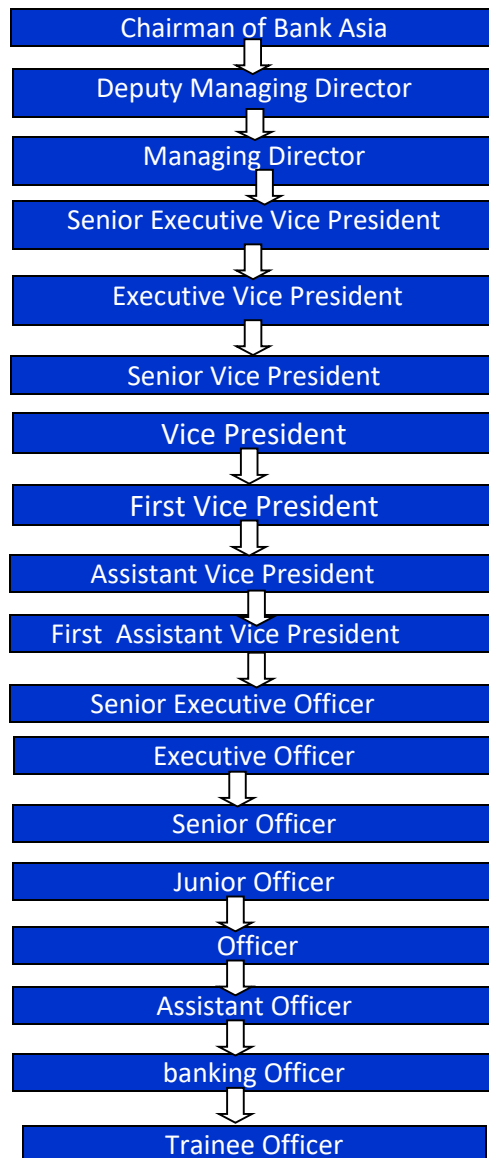 Chairman of Bank Asia
Deputy Managing Director
Managing Director
Senior Executive Vice President
Executive Vice President
Senior Vice President
Vice President
First Vice President
Assistant Vice President
First  Assistant Vice President
Senior Executive Officer
Executive Officer
Senior Officer
Junior Officer
Officer
Assistant Officer
banking Officer
Trainee Officer